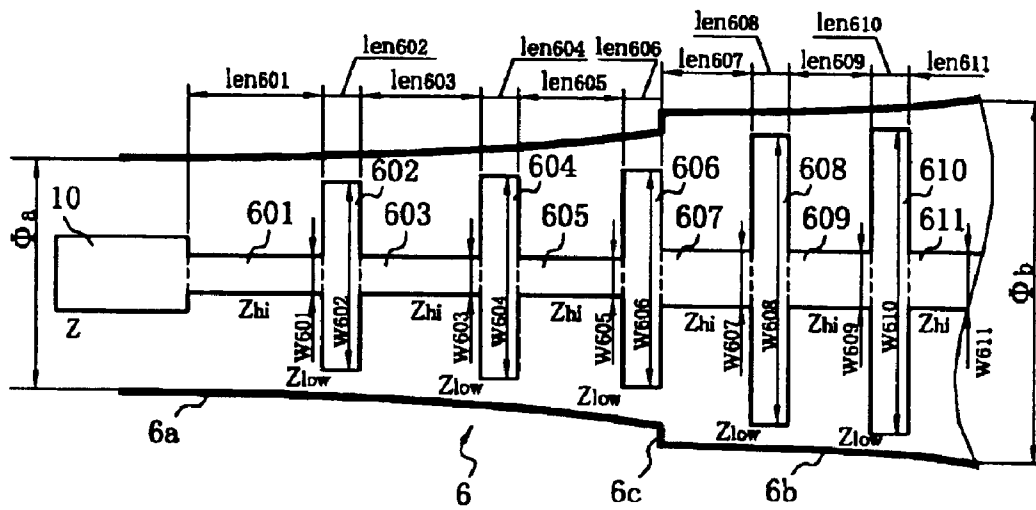 len608 len610
len602 len604 len606
len607 len609 len611
len601 len603 len605
Φa
10
601
602
603
604
605
606
607
608
609
610
611
Φb
Z
Zhi
W601
W602
Zhi
W603
W604
Zhi
W605
W606
Zhi
W607
W608
Zhi
W609
W610
Zhi
W611
Zlow
Zlow
Zlow
Zlow
Zlow
6a
6
6c
6b